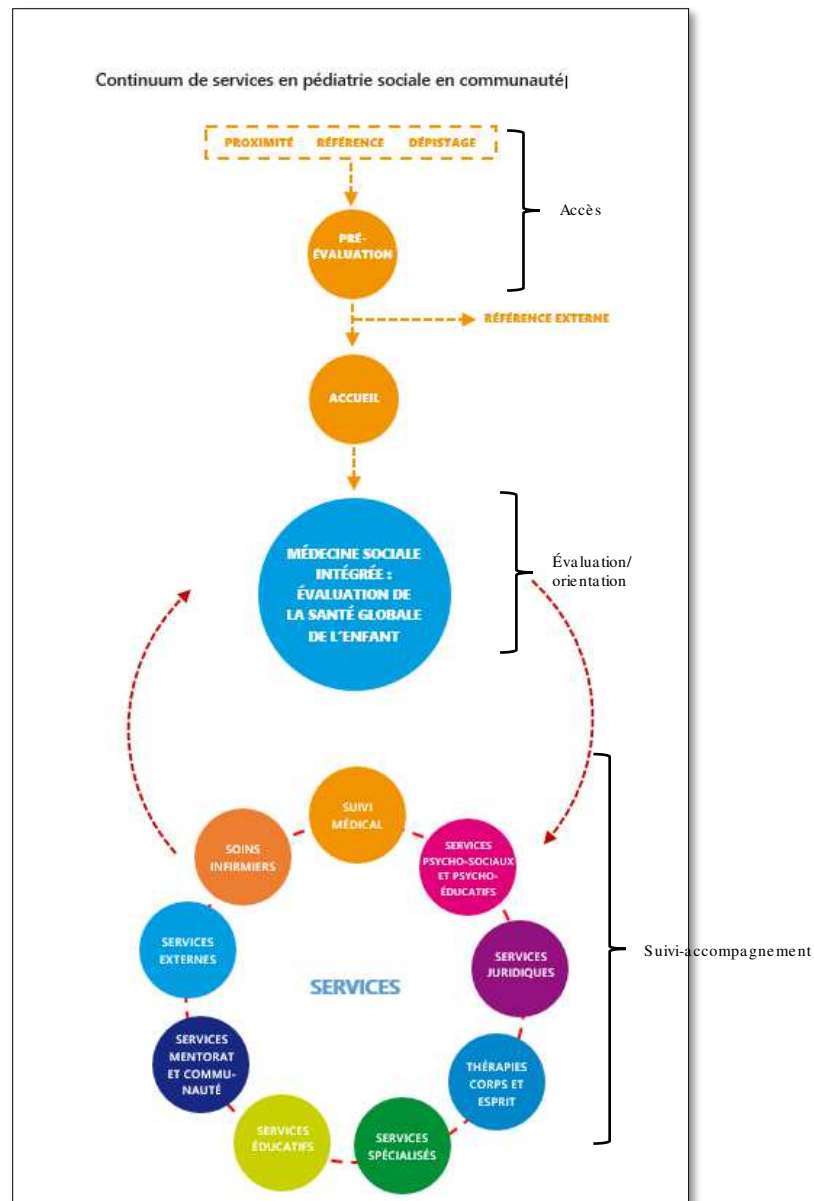 Continuum de services en pédiatrie sociale en communauté
PROXIMITÉ RÉFÉRENCE DÉPISTAGE
Accès
PRÉ-
ÉVALUATION
RÉFÉRENCE EXTERNE
ACCUEIL
MÉDECINE SOCIALE
INTÉGRÉE :
ÉVALUATION DE
LA SANTÉ GLOBALE
DE L'ENFANT
Évaluation/
orientation
SUIVI
MÉDICAL
SOINS
INFIRMIERS
SERVICES
PSYCHO-SOCIAUX
ET PSYCHO-
ÉDUCATIFS
SERVICES
EXTERNES
SERVICES
JURIDIQUES
Suivi-accompagnement
SERVICES
SERVICES
MENTORAT
ET COMMU-
NAUTÉ
THÉRAPIES
CORPS ET
ESPRIT
SERVICES
ÉDUCATIFS
SERVICES
SPÉCIALISÉS